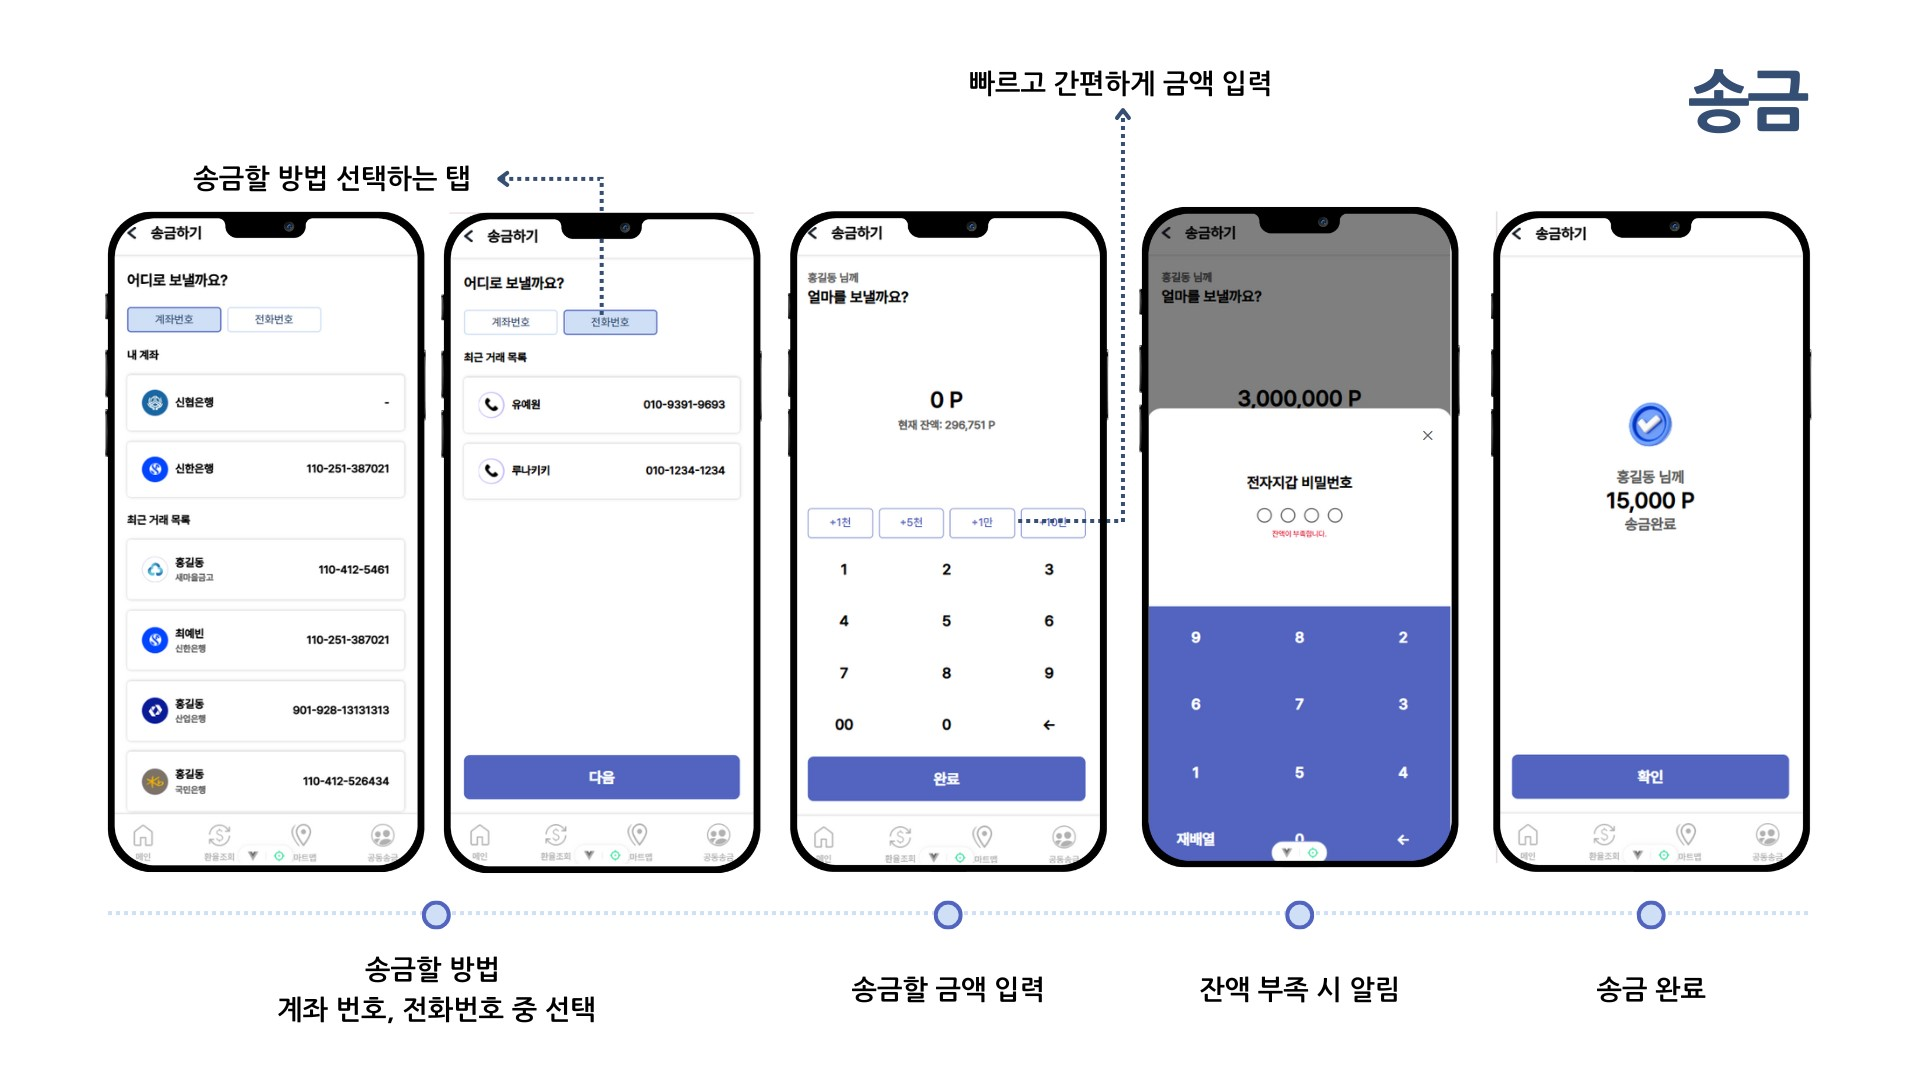 빠르고 간편하게 금액 입력
송금
송금할 방법 선택하는 탭
송금하기
어디로 보낼까요?
계좌번호
전화번호
내 계좌
신협은행
-
신한은행
110-251-387021
최근 거래 목록
홍길동
새마을금고
110-412-5461
최예빈
신한은행
110-251-387021
홍길동
산업은행
901-928-13131313
홍길동
국민은행
110-412-526434
메인
환율조회
마트맵
공동송금
송금하기
어디로 보낼까요?
계좌번호
전화번호
최근 거래 목록
유예원
010-9391-9693
루나키키
010-1234-1234
다음
메인
환율조회
마트맵
공동송금
송금하기
홍길동 님께
얼마를 보낼까요?
0 P
현재 잔액: 296,751 P
+1천
+5천
+1만
+10만
1 2 3
4 5 6
7 8 9
00 0 ←
완료
메인
환율조회
마트맵
공동송금
송금하기
홍길동 님께
얼마를 보낼까요?
3,000,000 P
×
전자지갑 비밀번호
잔액이 부족합니다.
9 8 2
6 7 3
1 5 4
재배열 0 ←
송금하기
홍길동 님께
15,000 P
송금완료
확인
메인
환율조회
마트맵
공동송금
송금할 방법
계좌 번호, 전화번호 중 선택
송금할 금액 입력
잔액 부족 시 알림
송금 완료